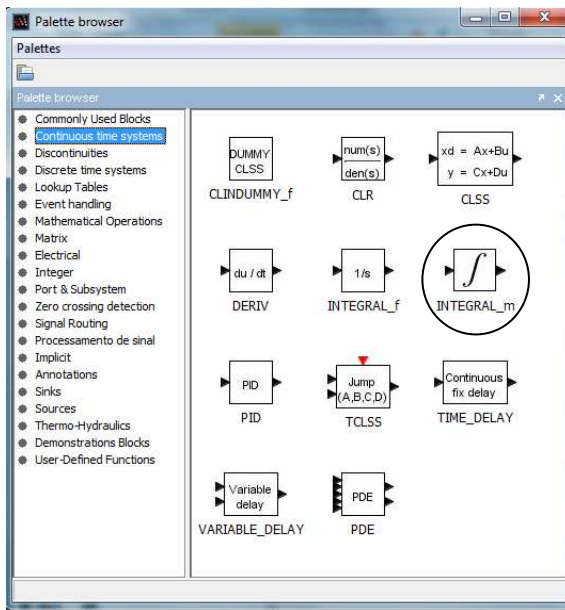 Palette browser
Palettes
Palette browser
Commonly Used Blocks
Continuous time systems
Discontinuities
Discrete time systems
Lookup Tables
Event handling
Mathematical Operations
Matrix
Electrical
Integer
Port & Subsystem
Zero crossing detection
Signal Routing
Processamento de sinal
Implicit
Annotations
Sinks
Sources
Thermo-Hydraulics
Demonstrations Blocks
User-Defined Functions
DUMMY
CLSS
CLINDUMMY_f
num(s)
den(s)
CLR
xd = Ax+Bu
y = Cx+Du
CLSS
du / dt
DERIV
1/s
INTEGRAL_f
∫
INTEGRAL_m
PID
PID
Jump
(A,B,C,D)
TCLSS
Continuous
fix delay
TIME_DELAY
Variable
delay
VARIABLE_DELAY
PDE
PDE